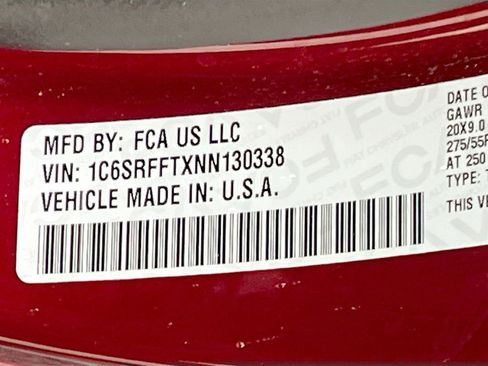 MFD BY: FCA US LLC
VIN: 1C6SRFFTXNN130338
VEHICLE MADE IN: U.S.A.
DATE O
GAWR
20X9.0
275/55R
AT 250
TYPE: T
THIS VE